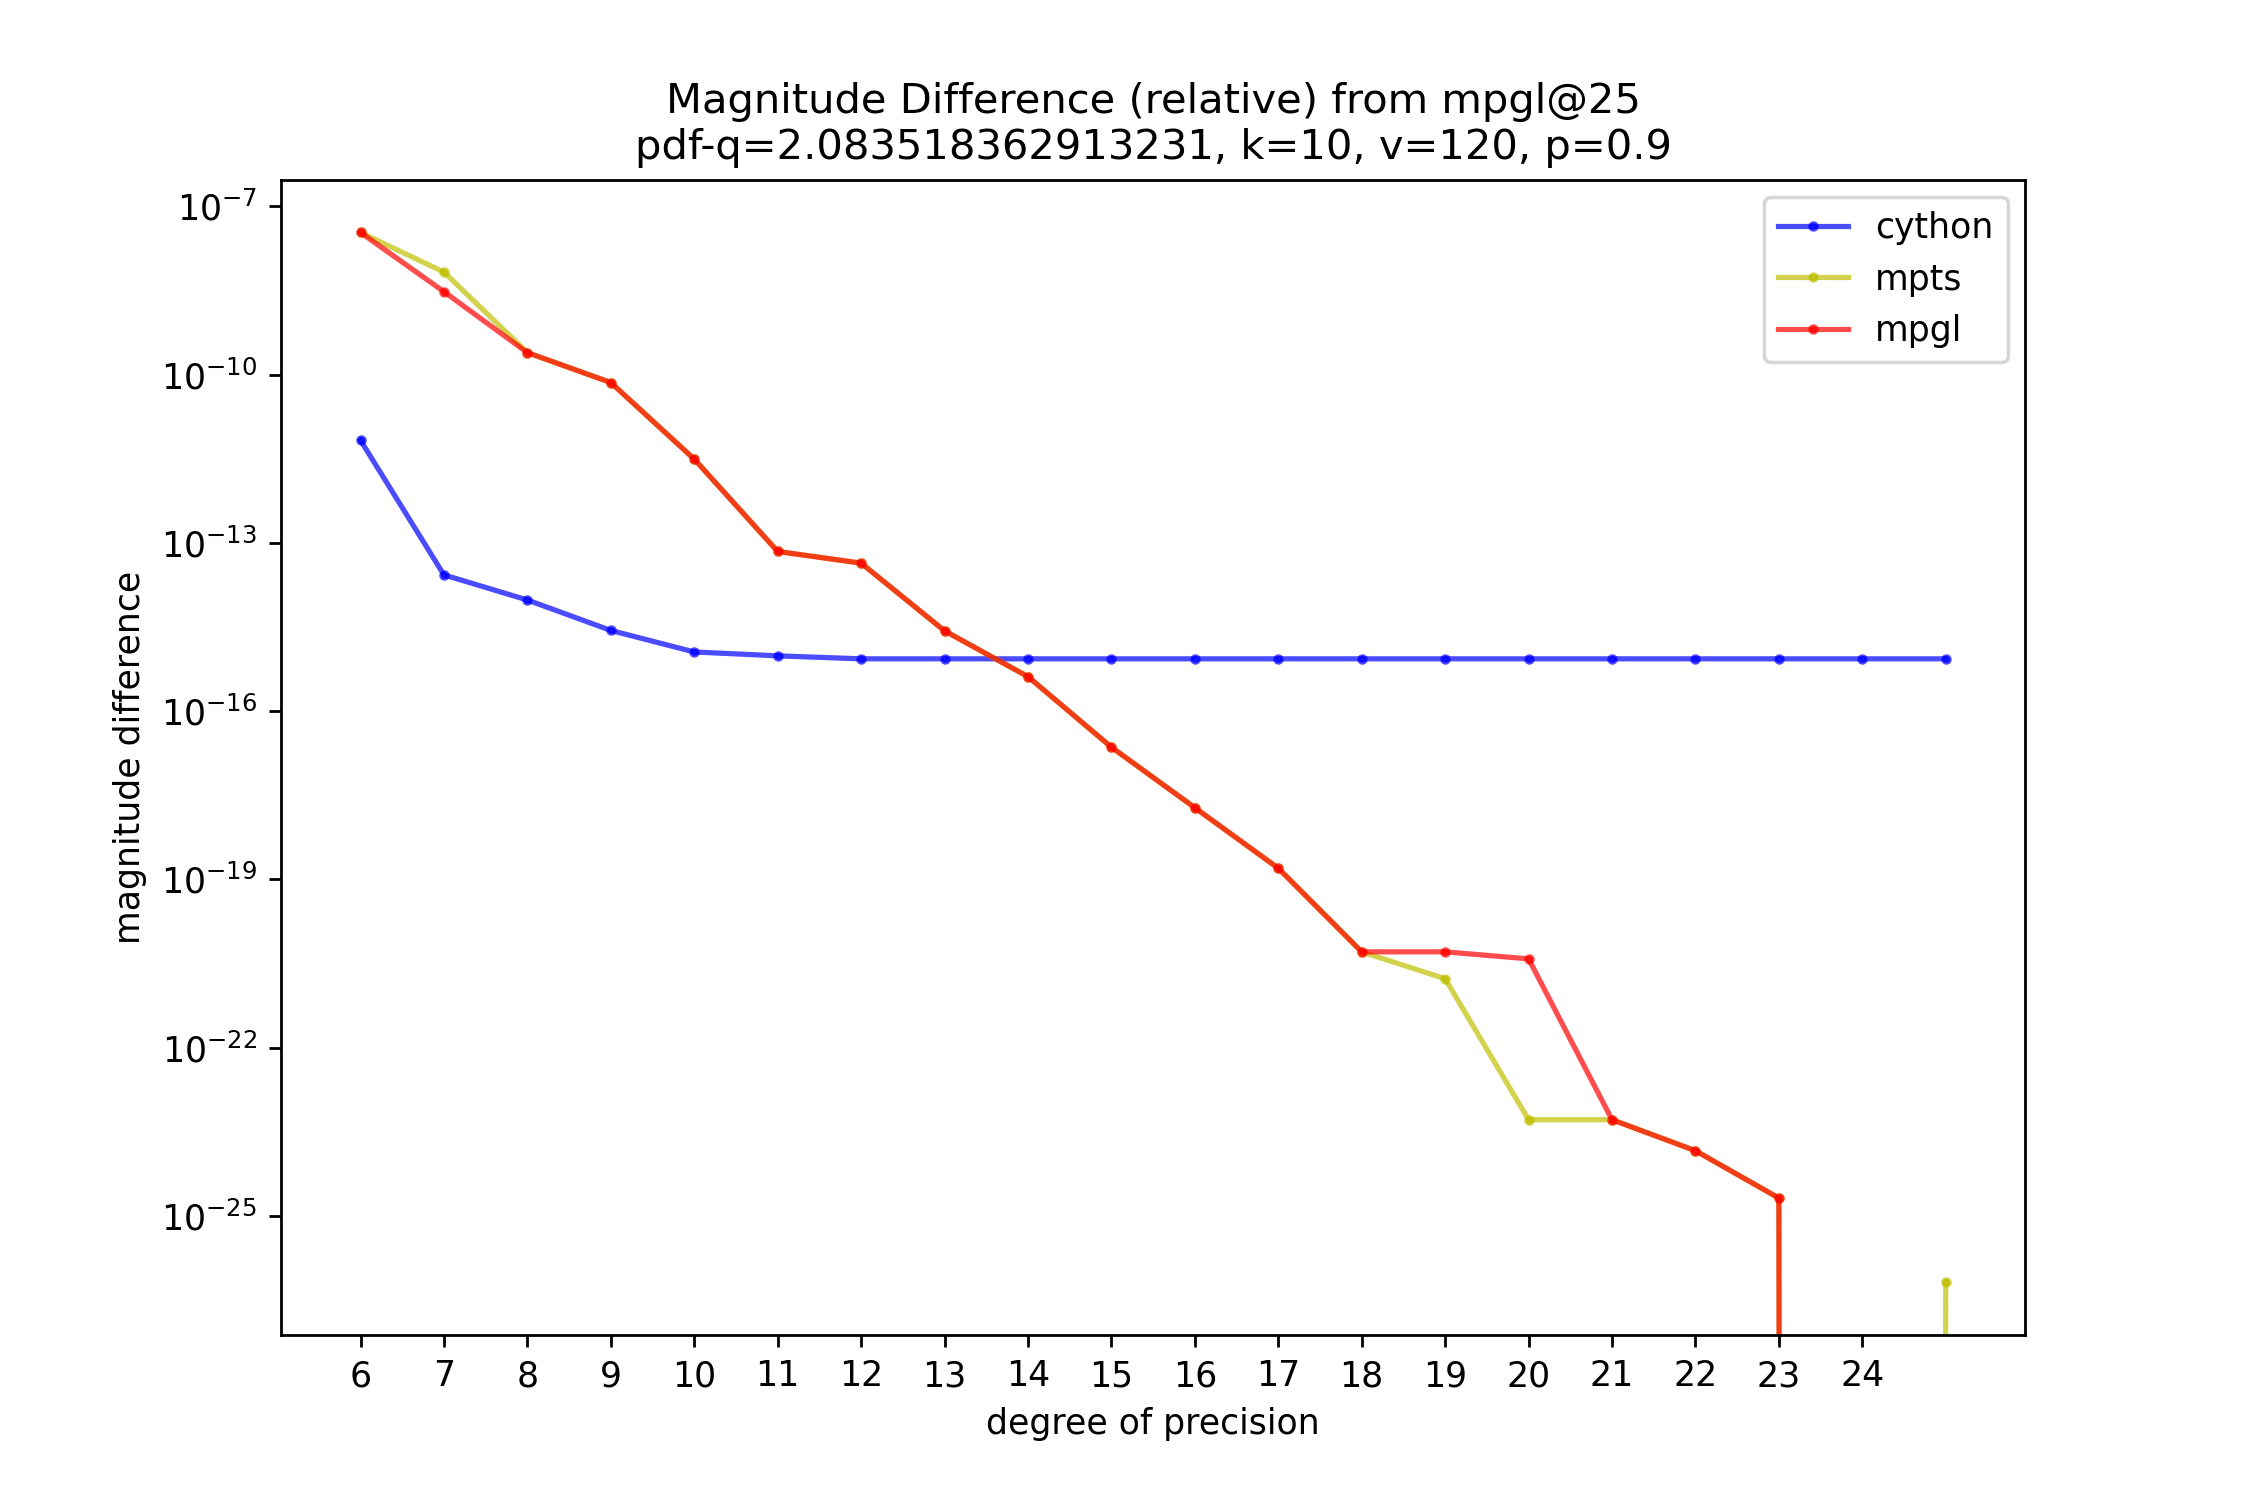 Magnitude Difference (relative) from mpgl@25
pdf-q=2.083518362913231, k=10, v=120, p=0.9
cython
mpts
mpgl
magnitude difference
10⁻⁷
10⁻¹⁰
10⁻¹³
10⁻¹⁶
10⁻¹⁹
10⁻²²
10⁻²⁵
6 7 8 9 10 11 12 13 14 15 16 17 18 19 20 21 22 23 24
degree of precision